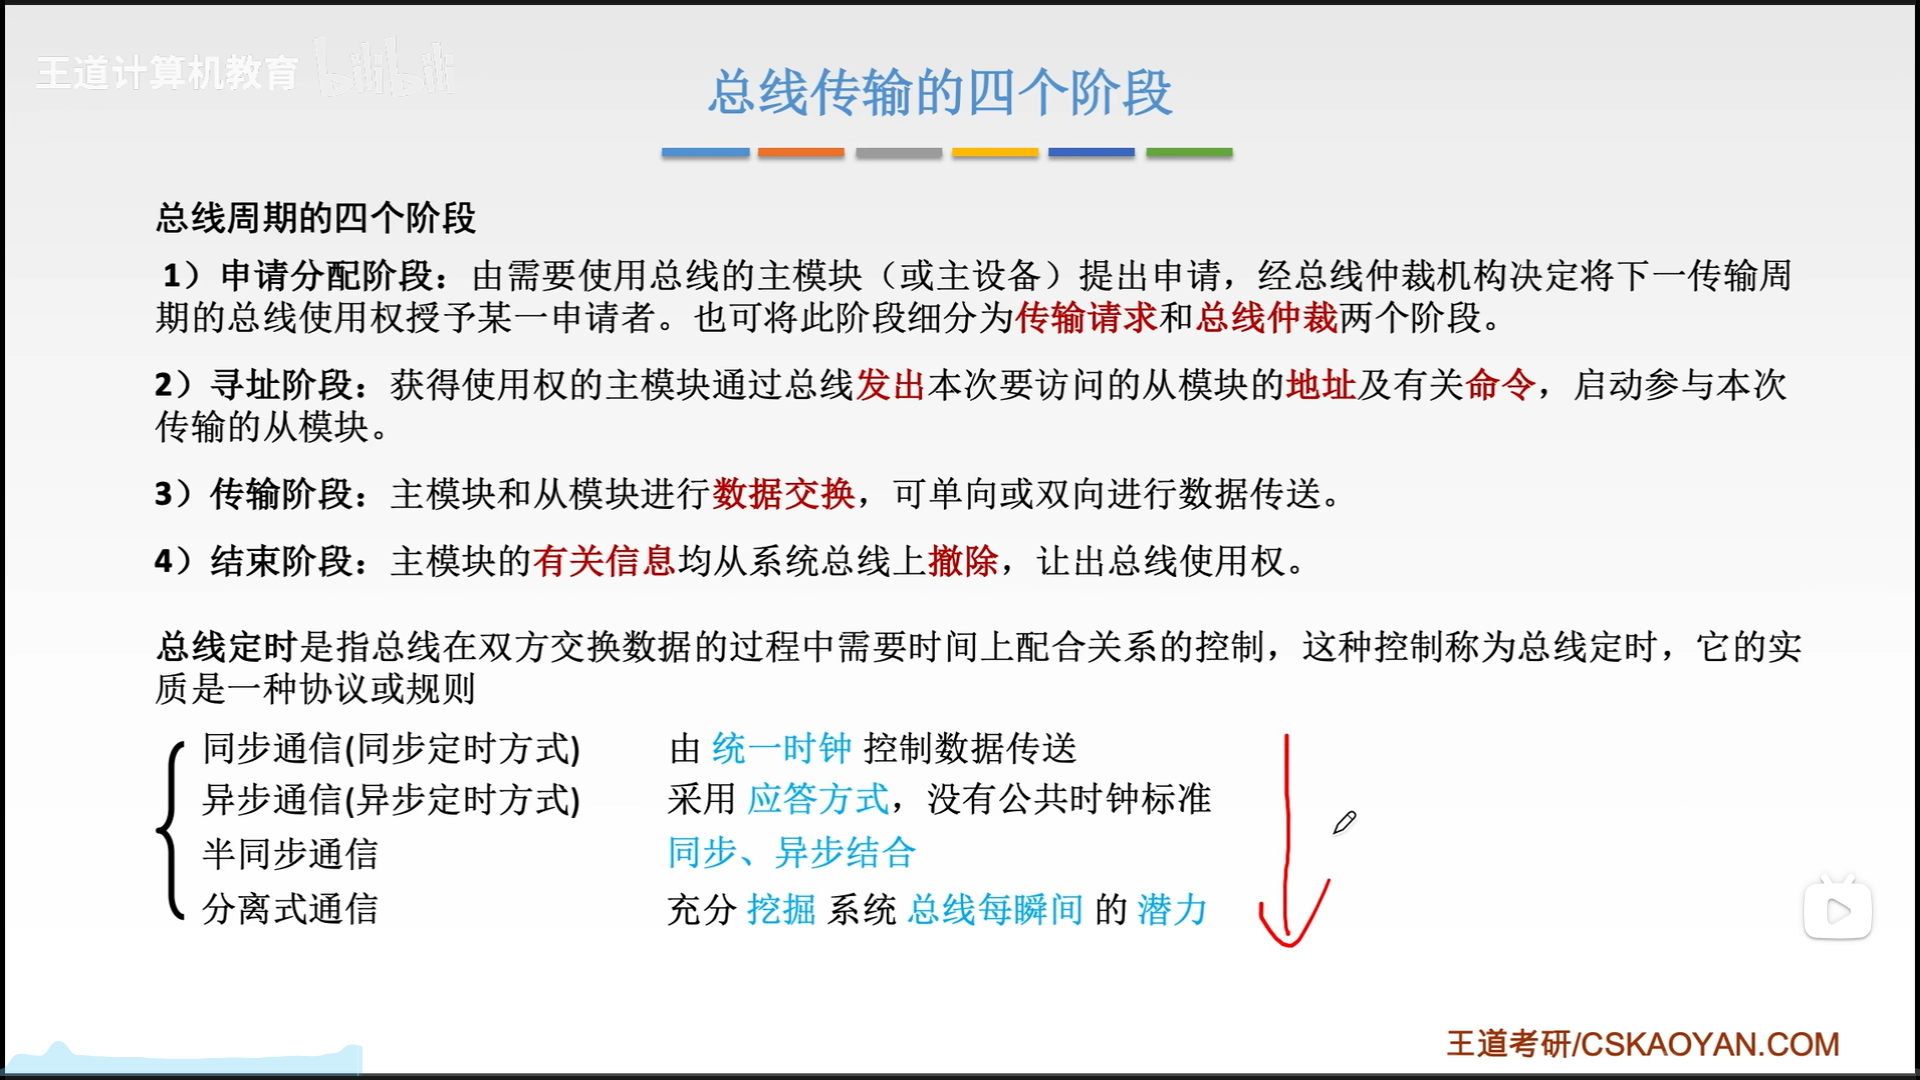 王道计算机教育 bilibili
总线传输的四个阶段
总线周期的四个阶段
1）申请分配阶段：由需要使用总线的主模块（或主设备）提出申请，经总线仲裁机构决定将下一传输周
期的总线使用权授予某一申请者。也可将此阶段细分为传输请求和总线仲裁两个阶段。
2）寻址阶段：获得使用权的主模块通过总线发出本次要访问的从模块的地址及有关命令，启动参与本次
传输的从模块。
3）传输阶段：主模块和从模块进行数据交换，可单向或双向进行数据传送。
4）结束阶段：主模块的有关信息均从系统总线上撤除，让出总线使用权。
总线定时是指总线在双方交换数据的过程中需要时间上配合关系的控制，这种控制称为总线定时，它的实
质是一种协议或规则
同步通信(同步定时方式) 由 统一时钟 控制数据传送
异步通信(异步定时方式) 采用 应答方式，没有公共时钟标准
半同步通信 同步、异步结合
分离式通信 充分 挖掘 系统 总线每瞬间 的 潜力
王道考研/CSKAOYAN.COM